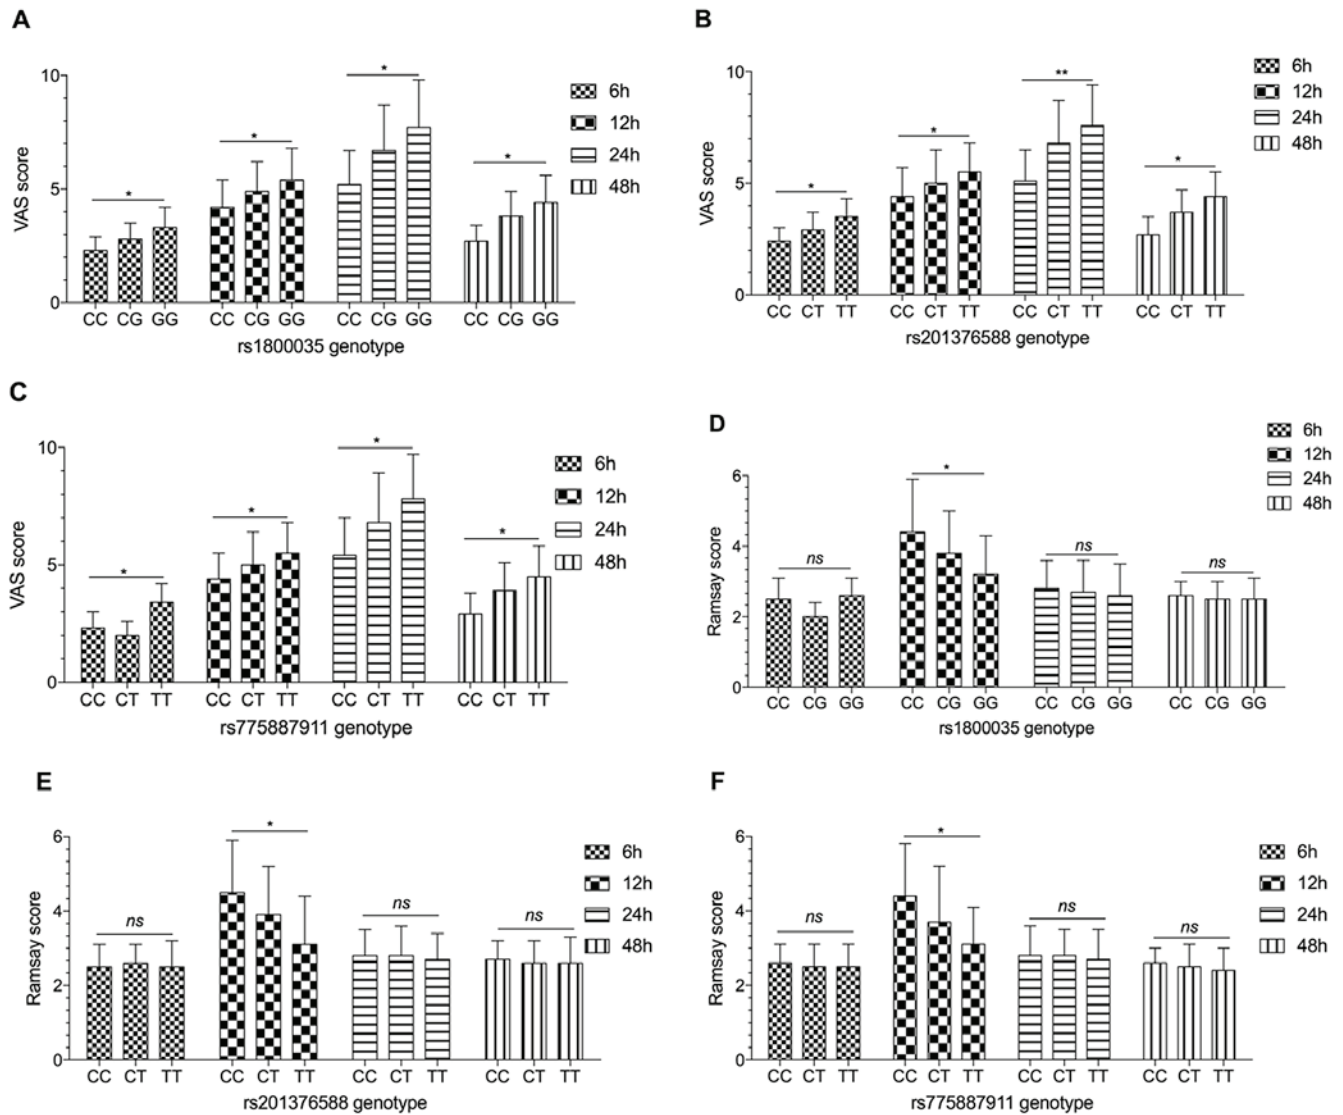 A
10
5
0
VAS score
*
*
*
*
6h
12h
24h
48h
CC CG GG CC CG GG CC CG GG CC CG GG
rs1800035 genotype
B
10
5
0
VAS score
*
*
**
*
6h
12h
24h
48h
CC CT TT CC CT TT CC CT TT CC CT TT
rs201376588 genotype
C
10
5
0
VAS score
*
*
*
*
6h
12h
24h
48h
CC CT TT CC CT TT CC CT TT CC CT TT
rs775887911 genotype
D
6
4
2
0
Ramsay score
ns
*
ns
ns
6h
12h
24h
48h
CC CG GG CC CG GG CC CG GG CC CG GG
rs1800035 genotype
E
6
4
2
0
Ramsay score
ns
*
ns
ns
6h
12h
24h
48h
CC CT TT CC CT TT CC CT TT CC CT TT
rs201376588 genotype
F
6
4
2
0
Ramsay score
ns
*
ns
ns
6h
12h
24h
48h
CC CT TT CC CT TT CC CT TT CC CT TT
rs775887911 genotype